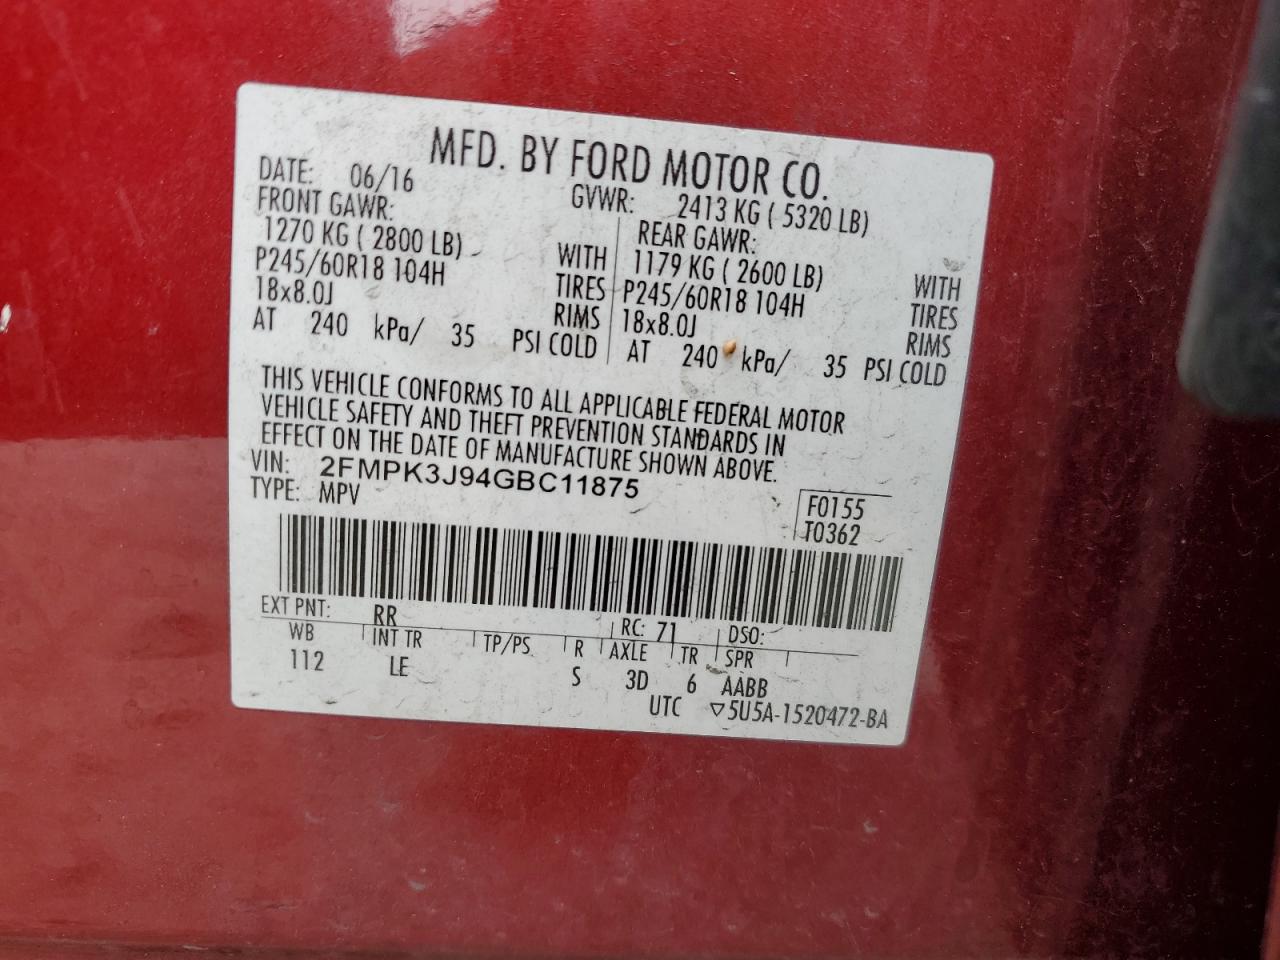 MFD. BY FORD MOTOR CO.
DATE: 06/16 GVWR: 2413 KG ( 5320 LB)
FRONT GAWR: REAR GAWR:
1270 KG ( 2800 LB) WITH 1179 KG ( 2600 LB) WITH
P245/60R18 104H TIRES P245/60R18 104H TIRES
18x8.0J RIMS 18x8.0J RIMS
AT 240 kPa/ 35 PSI COLD AT 240 kPa/ 35 PSI COLD
THIS VEHICLE CONFORMS TO ALL APPLICABLE FEDERAL MOTOR
VEHICLE SAFETY AND THEFT PREVENTION STANDARDS IN
EFFECT ON THE DATE OF MANUFACTURE SHOWN ABOVE.
VIN: 2FMPK3J94GBC11875
TYPE: MPV F0155
T0362
EXT PNT: RR RC: 71 DSO:
WB INT TR TP/PS R AXLE TR SPR
112 LE S 3D 6 AABB
UTC ▽5U5A-1520472-BA